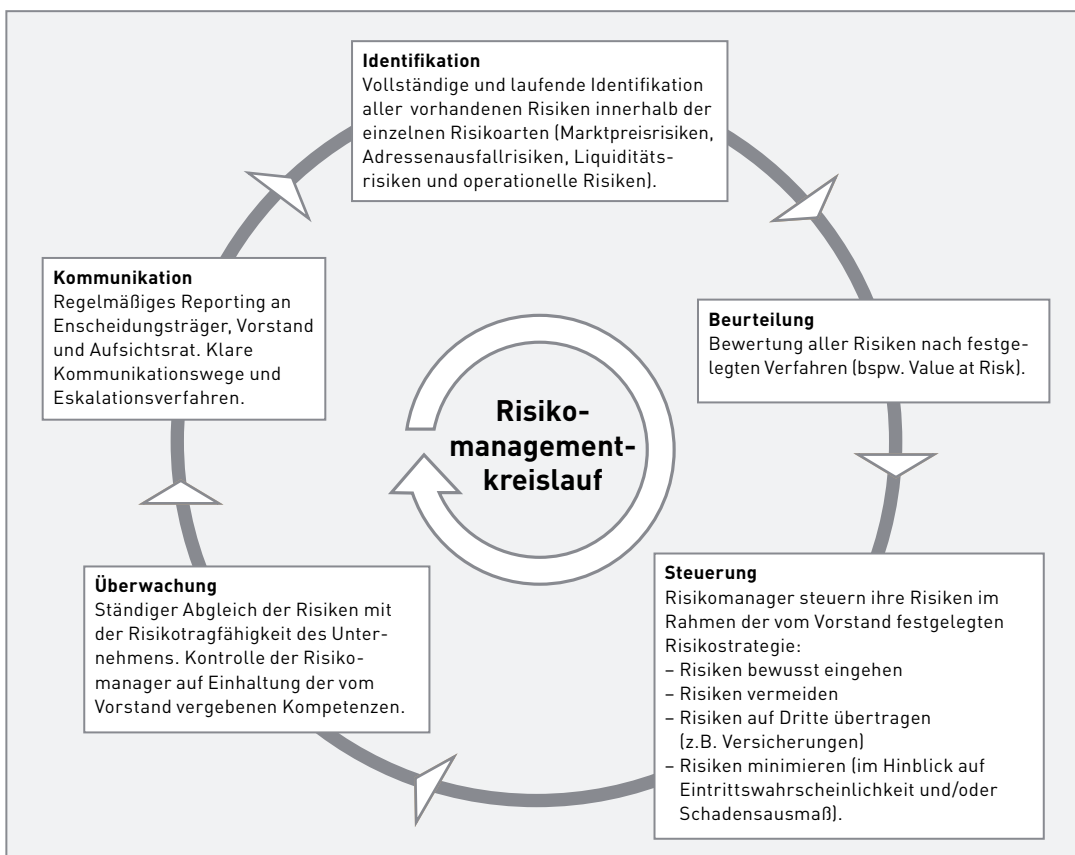 Identifikation
Vollständige und laufende Identifikation
aller vorhandenen Risiken innerhalb der
einzelnen Risikoarten (Marktpreisrisiken,
Adressenausfallrisiken, Liquiditäts-
risiken und operationelle Risiken).
Beurteilung
Bewertung aller Risiken nach festge-
legten Verfahren (bspw. Value at Risk).
Steuerung
Risikomanager steuern ihre Risiken im
Rahmen der vom Vorstand festgelegten
Risikostrategie:
– Risiken bewusst eingehen
– Risiken vermeiden
– Risiken auf Dritte übertragen
(z.B. Versicherungen)
– Risiken minimieren (im Hinblick auf
Eintrittswahrscheinlichkeit und/oder
Schadensausmaß).
Überwachung
Ständiger Abgleich der Risiken mit
der Risikotragfähigkeit des Unter-
nehmens. Kontrolle der Risiko-
manager auf Einhaltung der vom
Vorstand vergebenen Kompetenzen.
Kommunikation
Regelmäßiges Reporting an
Enscheidungsträger, Vorstand
und Aufsichtsrat. Klare
Kommunikationswege und
Eskalationsverfahren.
Risiko-
management-
kreislauf